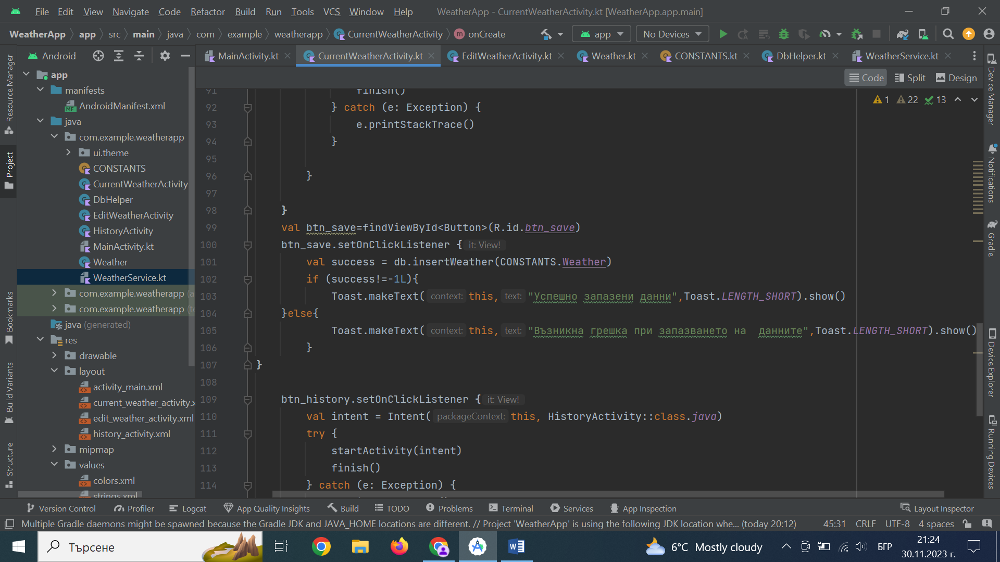 File Edit View Navigate Code Refactor Build Run Tools VCS Window Help WeatherApp - CurrentWeatherActivity.kt [WeatherApp.app.main]
WeatherApp app src main java com example weatherapp CurrentWeatherActivity m onCreate app No Devices
Android MainActivity.kt CurrentWeatherActivity.kt EditWeatherActivity.kt Weather.kt CONSTANTS.kt DbHelper.kt WeatherService.kt
Code Split Design
1 22 13
Resource Manager
Project
Bookmarks
Build Variants
Structure
app
manifests
AndroidManifest.xml
java
com.example.weatherapp
ui.theme
CONSTANTS
CurrentWeatherActivity
DbHelper
EditWeatherActivity
HistoryActivity
MainActivity.kt
Weather
WeatherService.kt
com.example.weatherapp
com.example.weatherapp
java (generated)
res
drawable
layout
activity_main.xml
current_weather_activity.x
edit_weather_activity.xml
history_activity.xml
mipmap
values
colors.xml
strings.xml
91 finish()
92 } catch (e: Exception) {
93 e.printStackTrace()
94 }
95
96 }
97
98 }
99 val btn_save=findViewById<Button>(R.id.btn_save)
100 btn_save.setOnClickListener { it: View!
101 val success = db.insertWeather(CONSTANTS.Weather)
102 if (success!=-1L){
103 Toast.makeText( context: this, text: "Успешно запазени данни",Toast.LENGTH_SHORT).show()
104 }else{
105 Toast.makeText( context: this, text: "Възникна грешка при запазването на  данните",Toast.LENGTH_SHORT).show()
106 }
107 }
108
109 btn_history.setOnClickListener { it: View!
110 val intent = Intent( packageContext: this, HistoryActivity::class.java)
111 try {
112 startActivity(intent)
113 finish()
114 } catch (e: Exception) {
Device Manager
Notifications
Gradle
Device Explorer
Running Devices
Version Control Profiler Logcat App Quality Insights Build TODO Problems Terminal Services App Inspection Layout Inspector
Multiple Gradle daemons might be spawned because the Gradle JDK and JAVA_HOME locations are different. // Project 'WeatherApp' is using the following JDK location whe... (today 20:12) 45:31 CRLF UTF-8 4 spaces
Търсене 6°C Mostly cloudy БГР 21:24
30.11.2023 г.